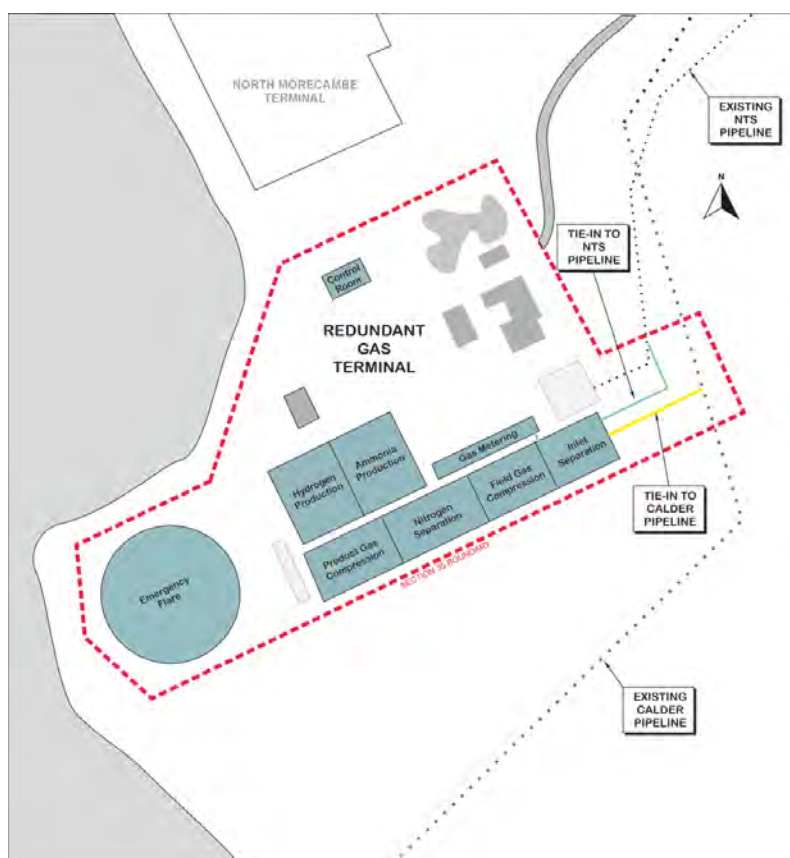 NORTH MORECAMBE
TERMINAL
EXISTING
NTS
PIPELINE
N
TIE-IN TO
NTS
PIPELINE
Control
Room
REDUNDANT
GAS
TERMINAL
Gas Metering
Inlet
Separation
Ammonia
Production
Hydrogen
Production
Field Gas
Compression
Nitrogen
Separation
Product Gas
Compression
TIE-IN TO
CALDER
PIPELINE
SECTION 36 BOUNDARY
Emergency
Flare
EXISTING
CALDER
PIPELINE